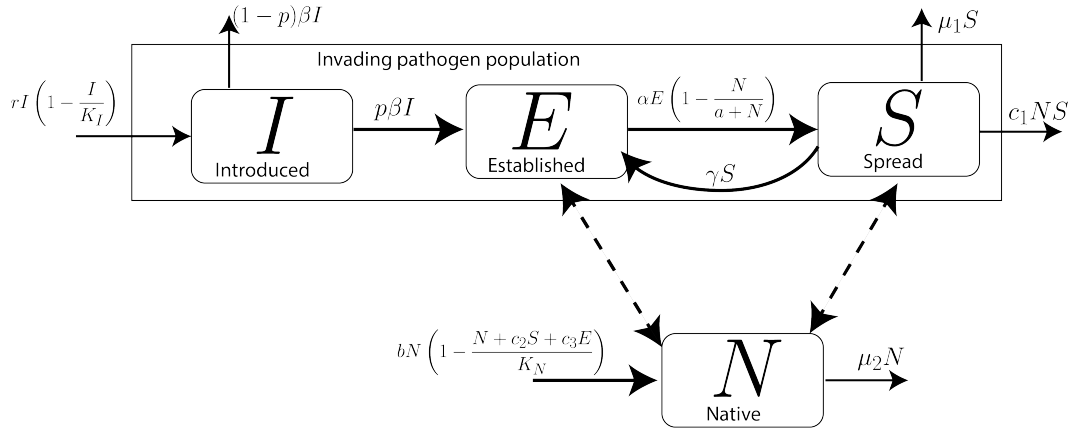 (1 − p)βI
Invading pathogen population
rI (1 − I/K_I)
I
Introduced
pβI
E
Established
αE (1 − N/(a + N))
γS
S
Spread
μ₁S
c₁NS
bN (1 − (N + c₂S + c₃E)/K_N)
N
Native
μ₂N